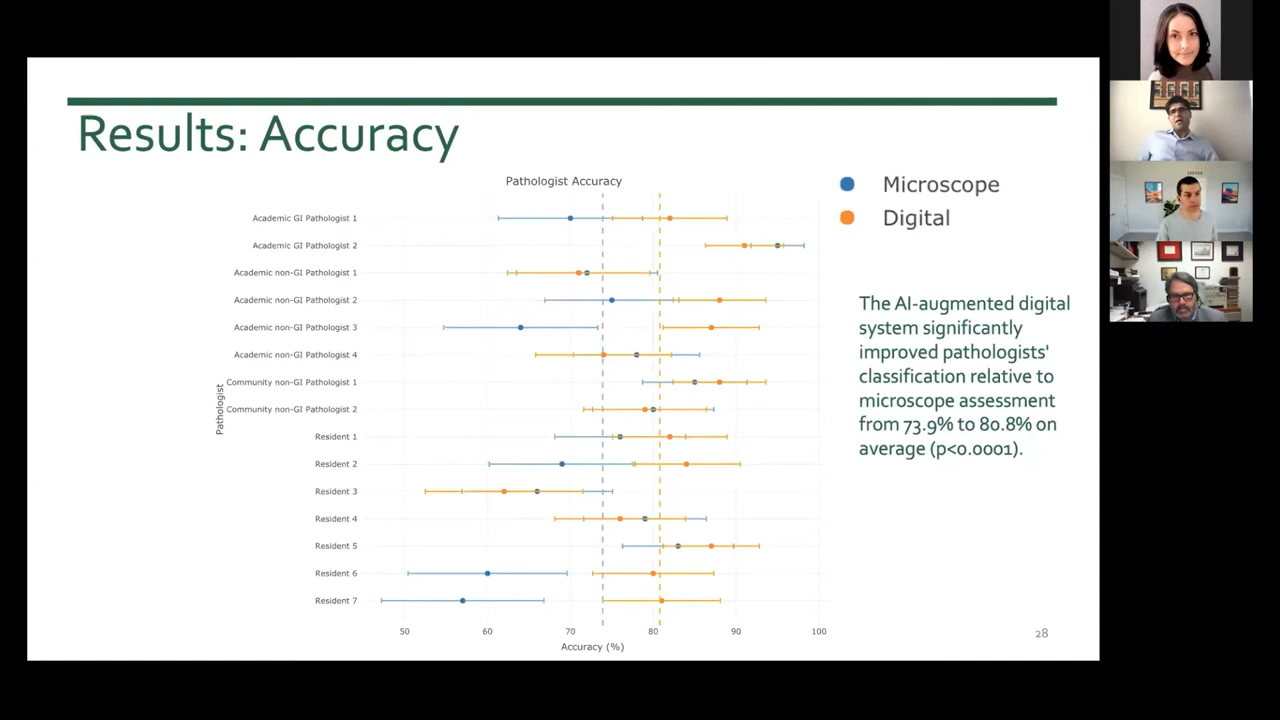 Results: Accuracy
Pathologist Accuracy
Microscope
Digital
Academic GI Pathologist 1
Academic GI Pathologist 2
Academic non-GI Pathologist 1
Academic non-GI Pathologist 2
Academic non-GI Pathologist 3
Academic non-GI Pathologist 4
Community non-GI Pathologist 1
Community non-GI Pathologist 2
Resident 1
Resident 2
Resident 3
Resident 4
Resident 5
Resident 6
Resident 7
Pathologist
50 60 70 80 90 100
Accuracy (%)
The AI-augmented digital
system significantly
improved pathologists'
classification relative to
microscope assessment
from 73.9% to 80.8% on
average (p<0.0001).
28